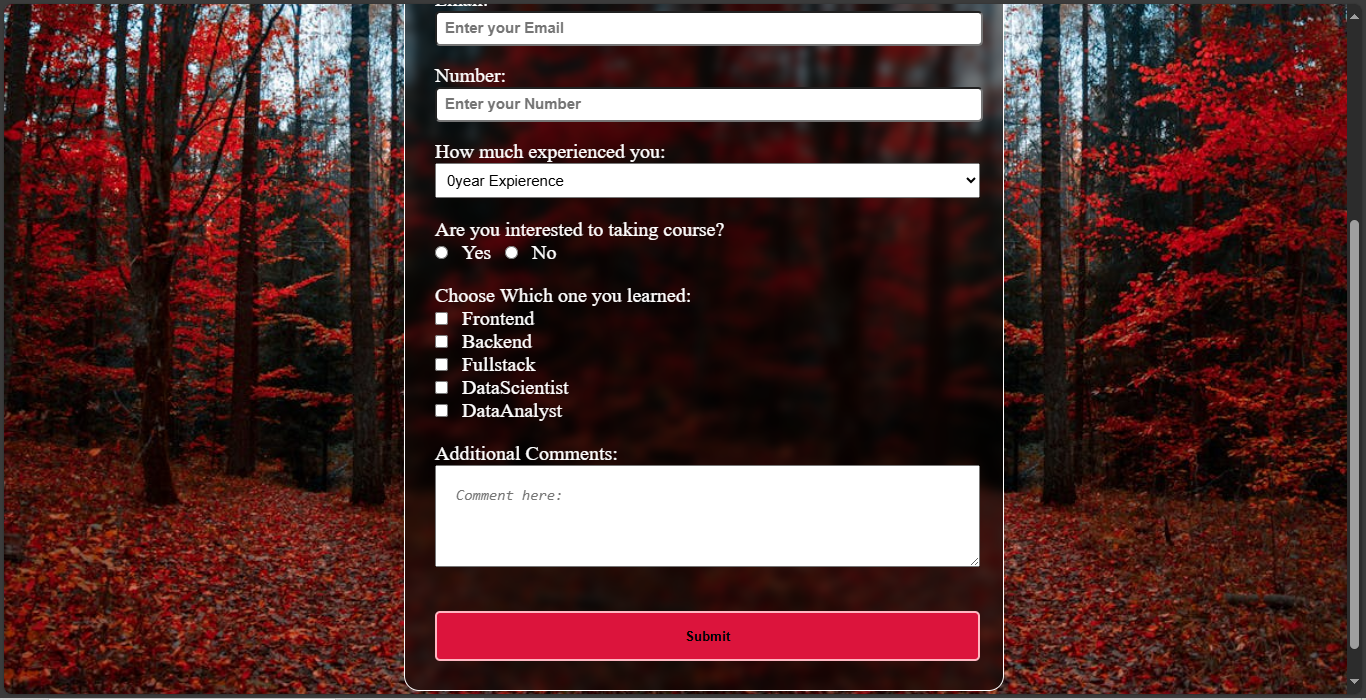 Email:
Enter your Email
Number:
Enter your Number
How much experienced you:
0year Expierence
Are you interested to taking course?
Yes No
Choose Which one you learned:
Frontend
Backend
Fullstack
DataScientist
DataAnalyst
Additional Comments:
Comment here:
Submit